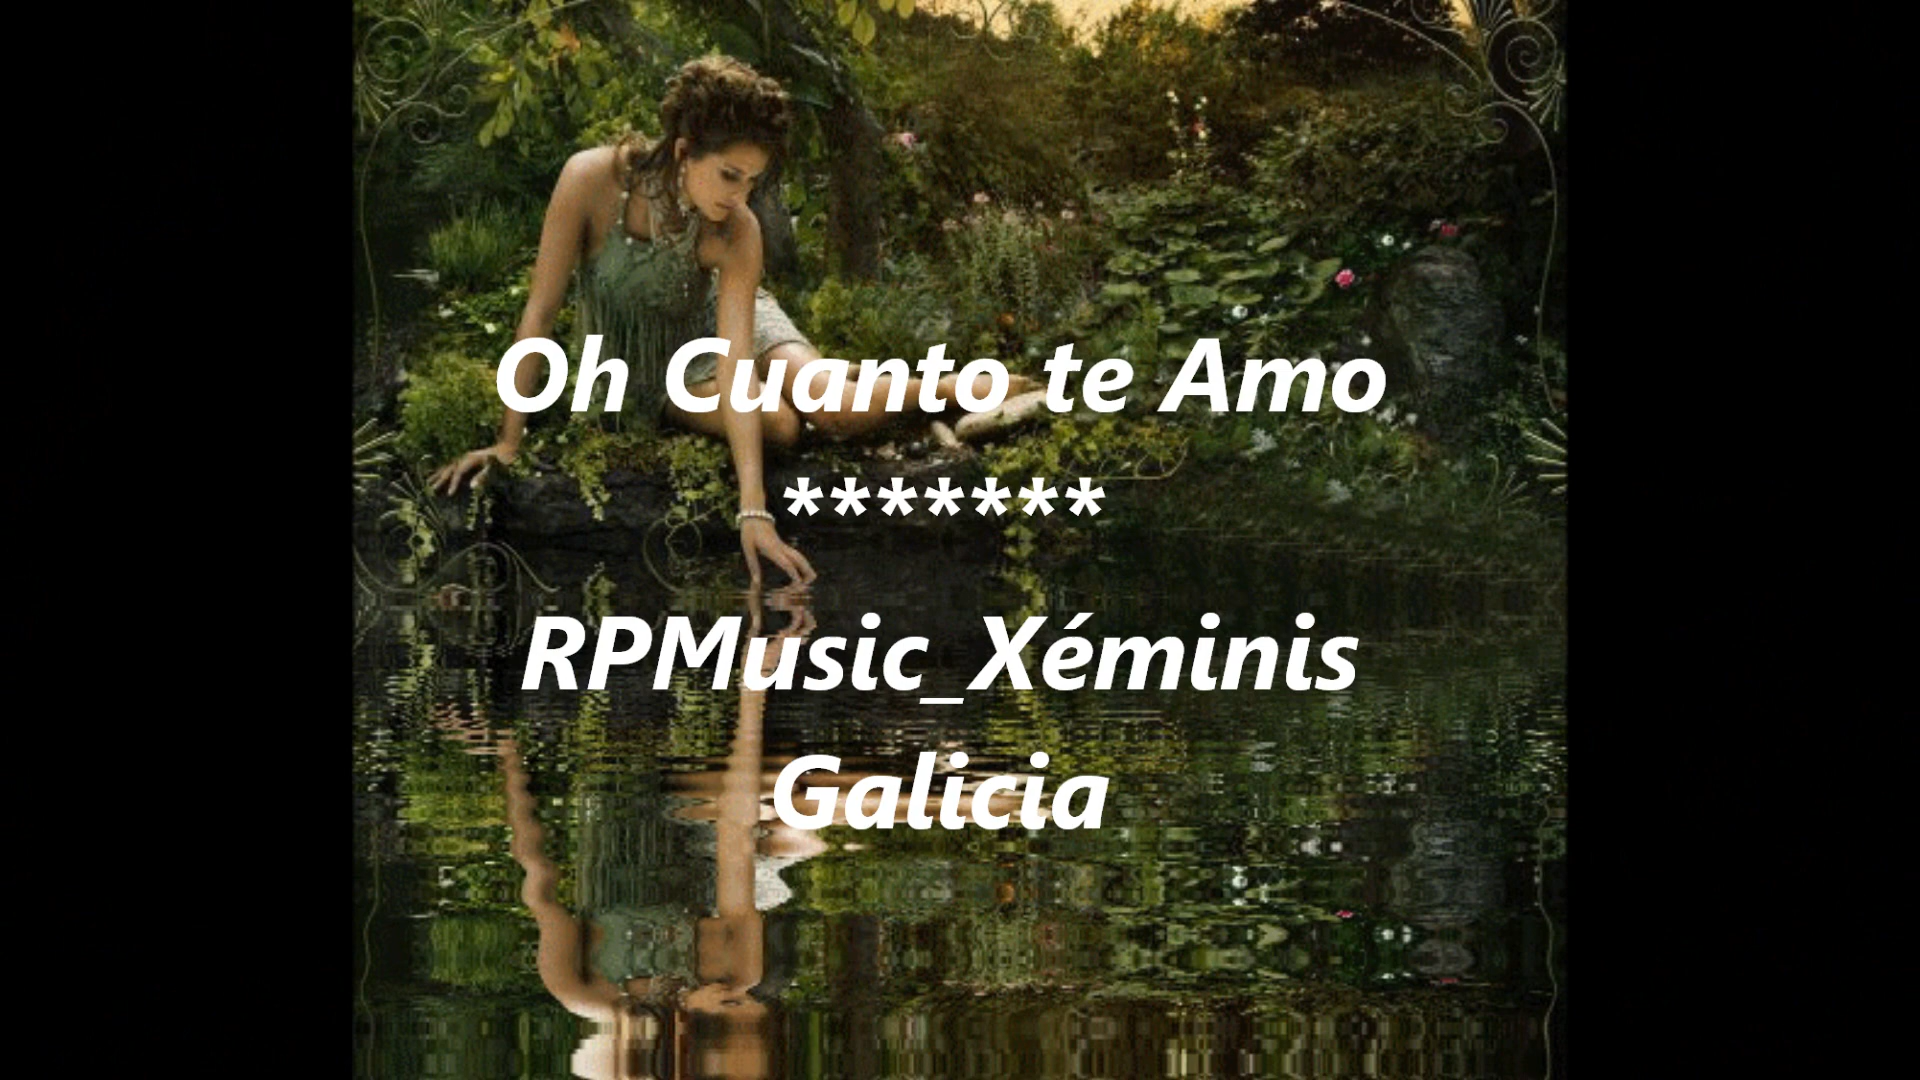 Oh Cuanto te Amo
*******
RPMusic_Xéminis
Galicia